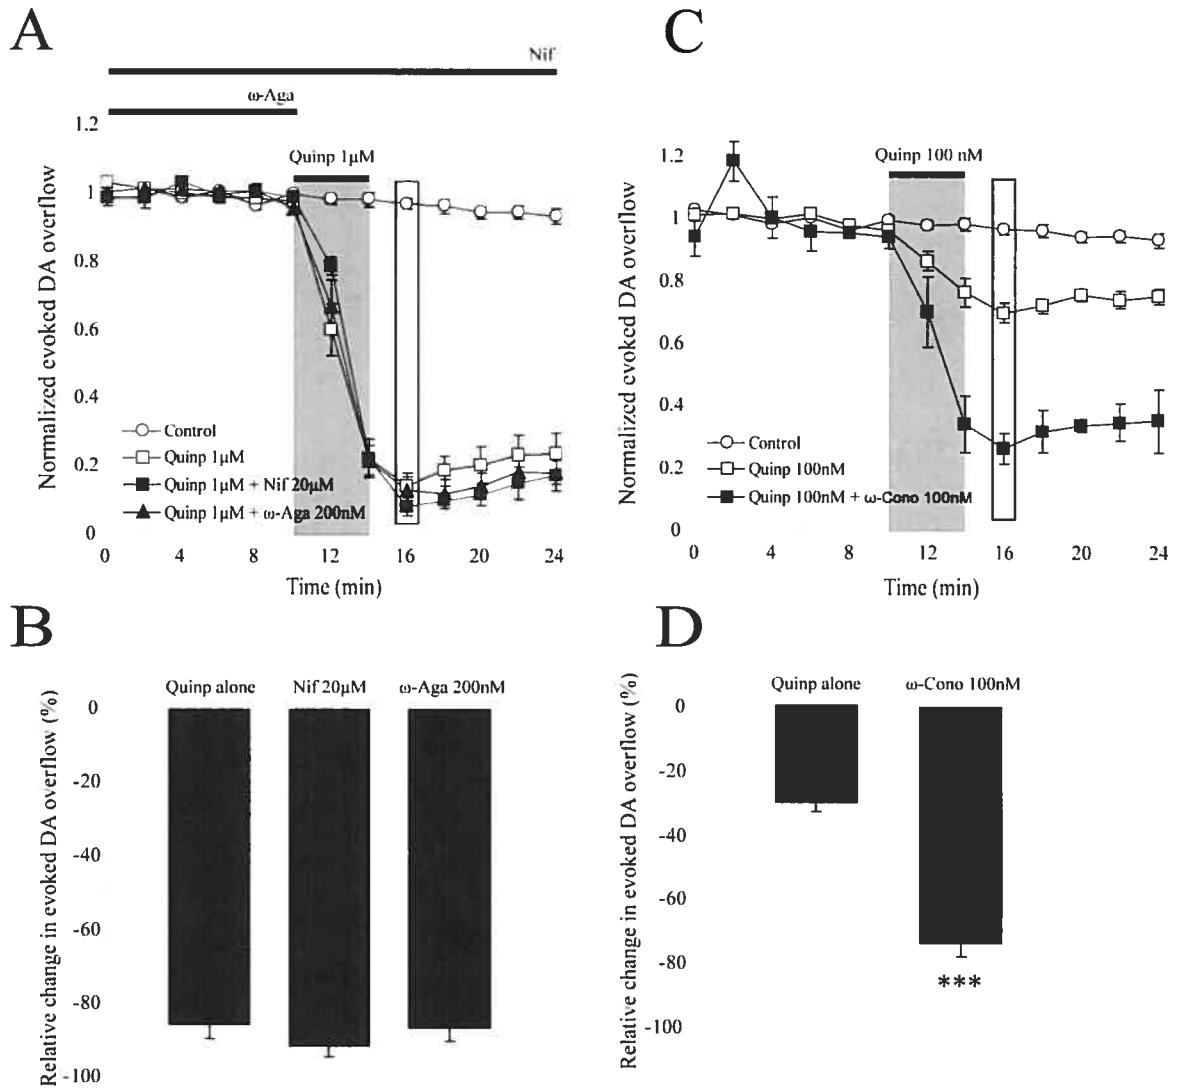 A
Nif
ω-Aga
Quinp 1μM
Normalized evoked DA overflow
1.2
1
0.8
0.6
0.4
0.2
0
Control
Quinp 1μM
Quinp 1μM + Nif 20μM
Quinp 1μM + ω-Aga 200nM
0 4 8 12 16 20 24
Time (min)
C
Quinp 100 nM
Normalized evoked DA overflow
1.2
1
0.8
0.6
0.4
0.2
0
Control
Quinp 100nM
Quinp 100nM + ω-Cono 100nM
0 4 8 12 16 20 24
Time (min)
B
Quinp alone Nif 20μM ω-Aga 200nM
Relative change in evoked DA overflow (%)
0
-20
-40
-60
-80
-100
D
Quinp alone ω-Cono 100nM
Relative change in evoked DA overflow (%)
0
-20
-40
-60
-80
-100
***